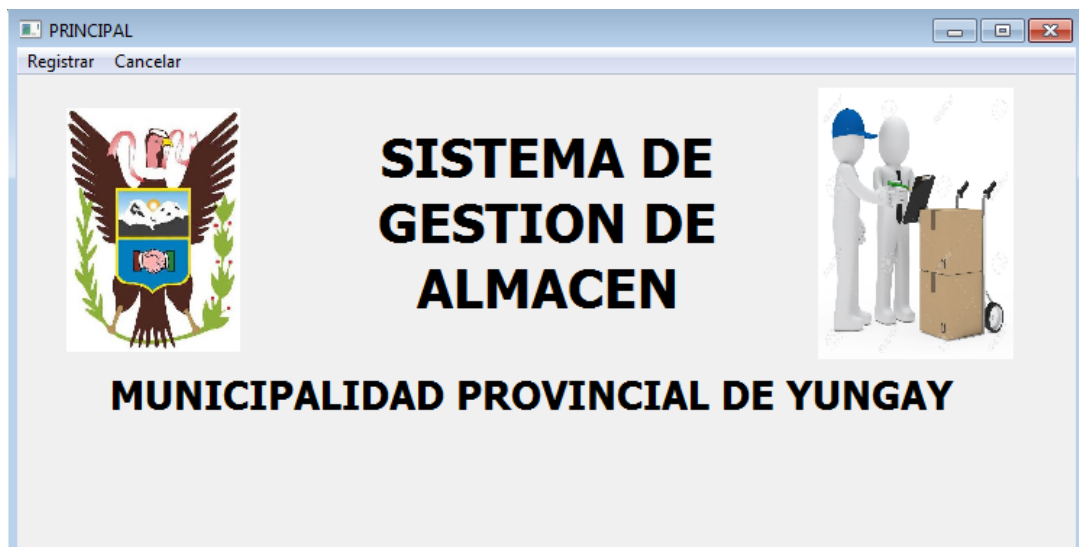 PRINCIPAL
Registrar Cancelar
SISTEMA DE
GESTION DE
ALMACEN
MUNICIPALIDAD PROVINCIAL DE YUNGAY